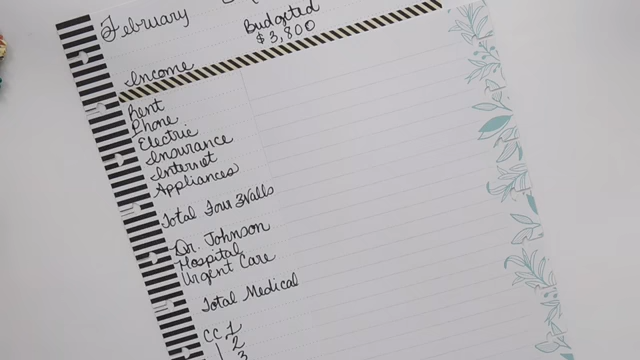 February
Budgeted
$3,800
Income
Rent
Phone
Electric
Insurance
Internet
Appliances
Total Four Walls
Dr. Johnson
Hospital
Urgent Care
Total Medical
CC 1
2
3